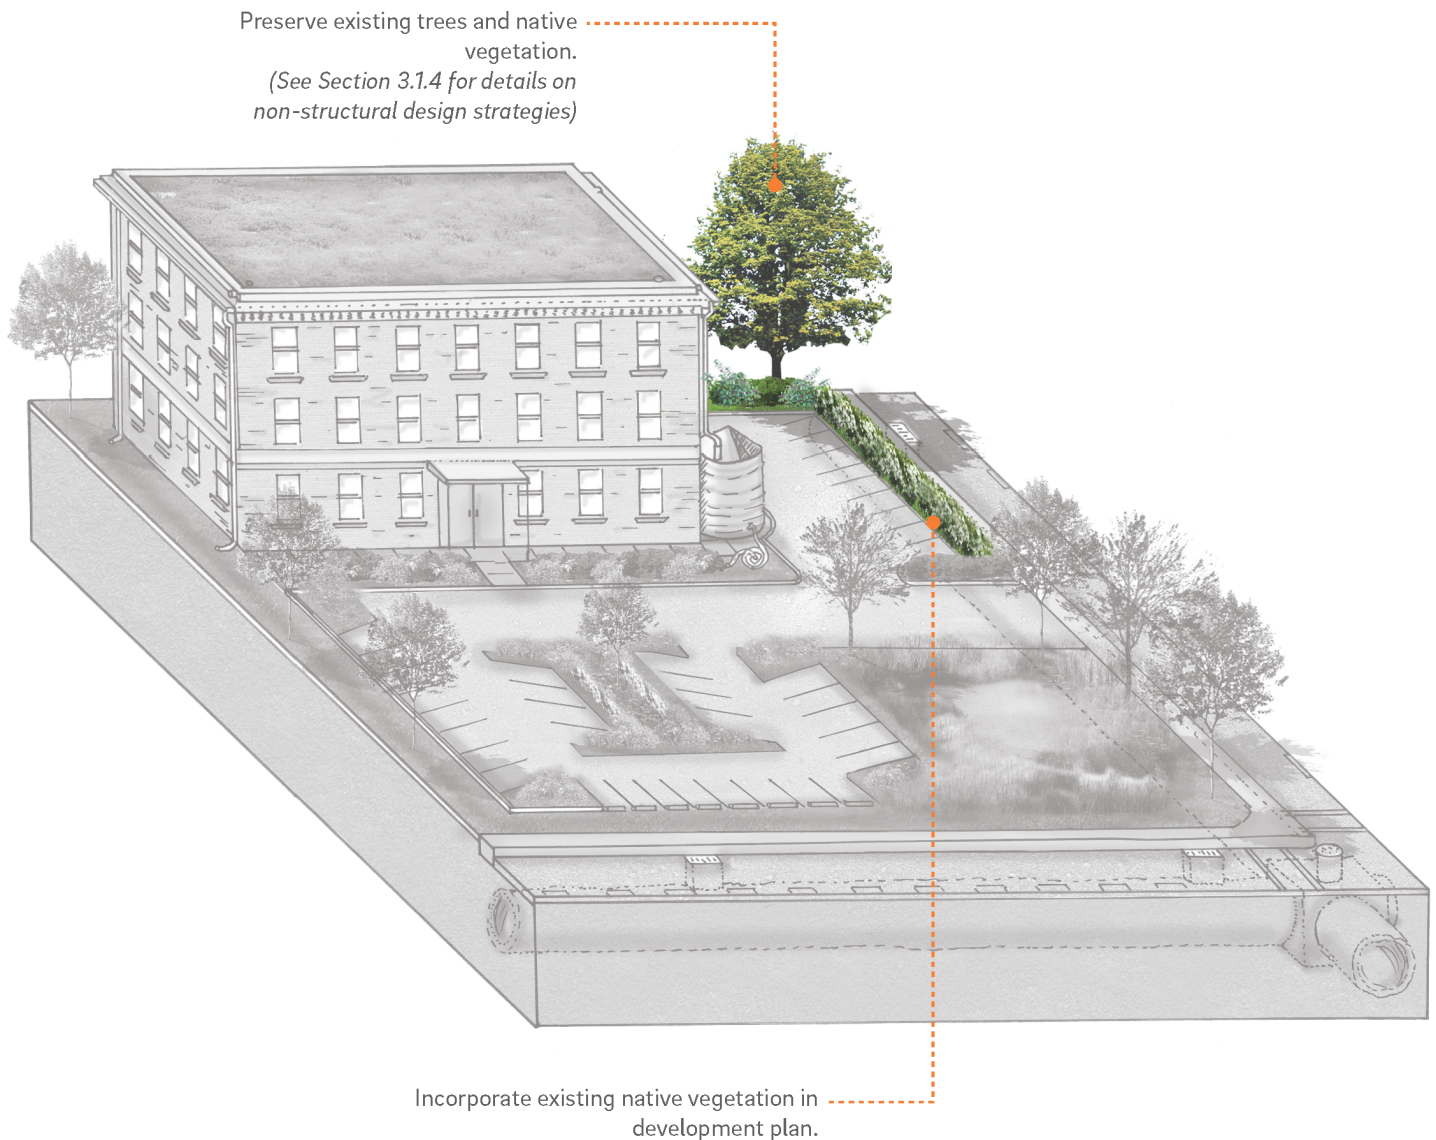 Preserve existing trees and native
vegetation.
(See Section 3.1.4 for details on
non-structural design strategies)
Incorporate existing native vegetation in
development plan.